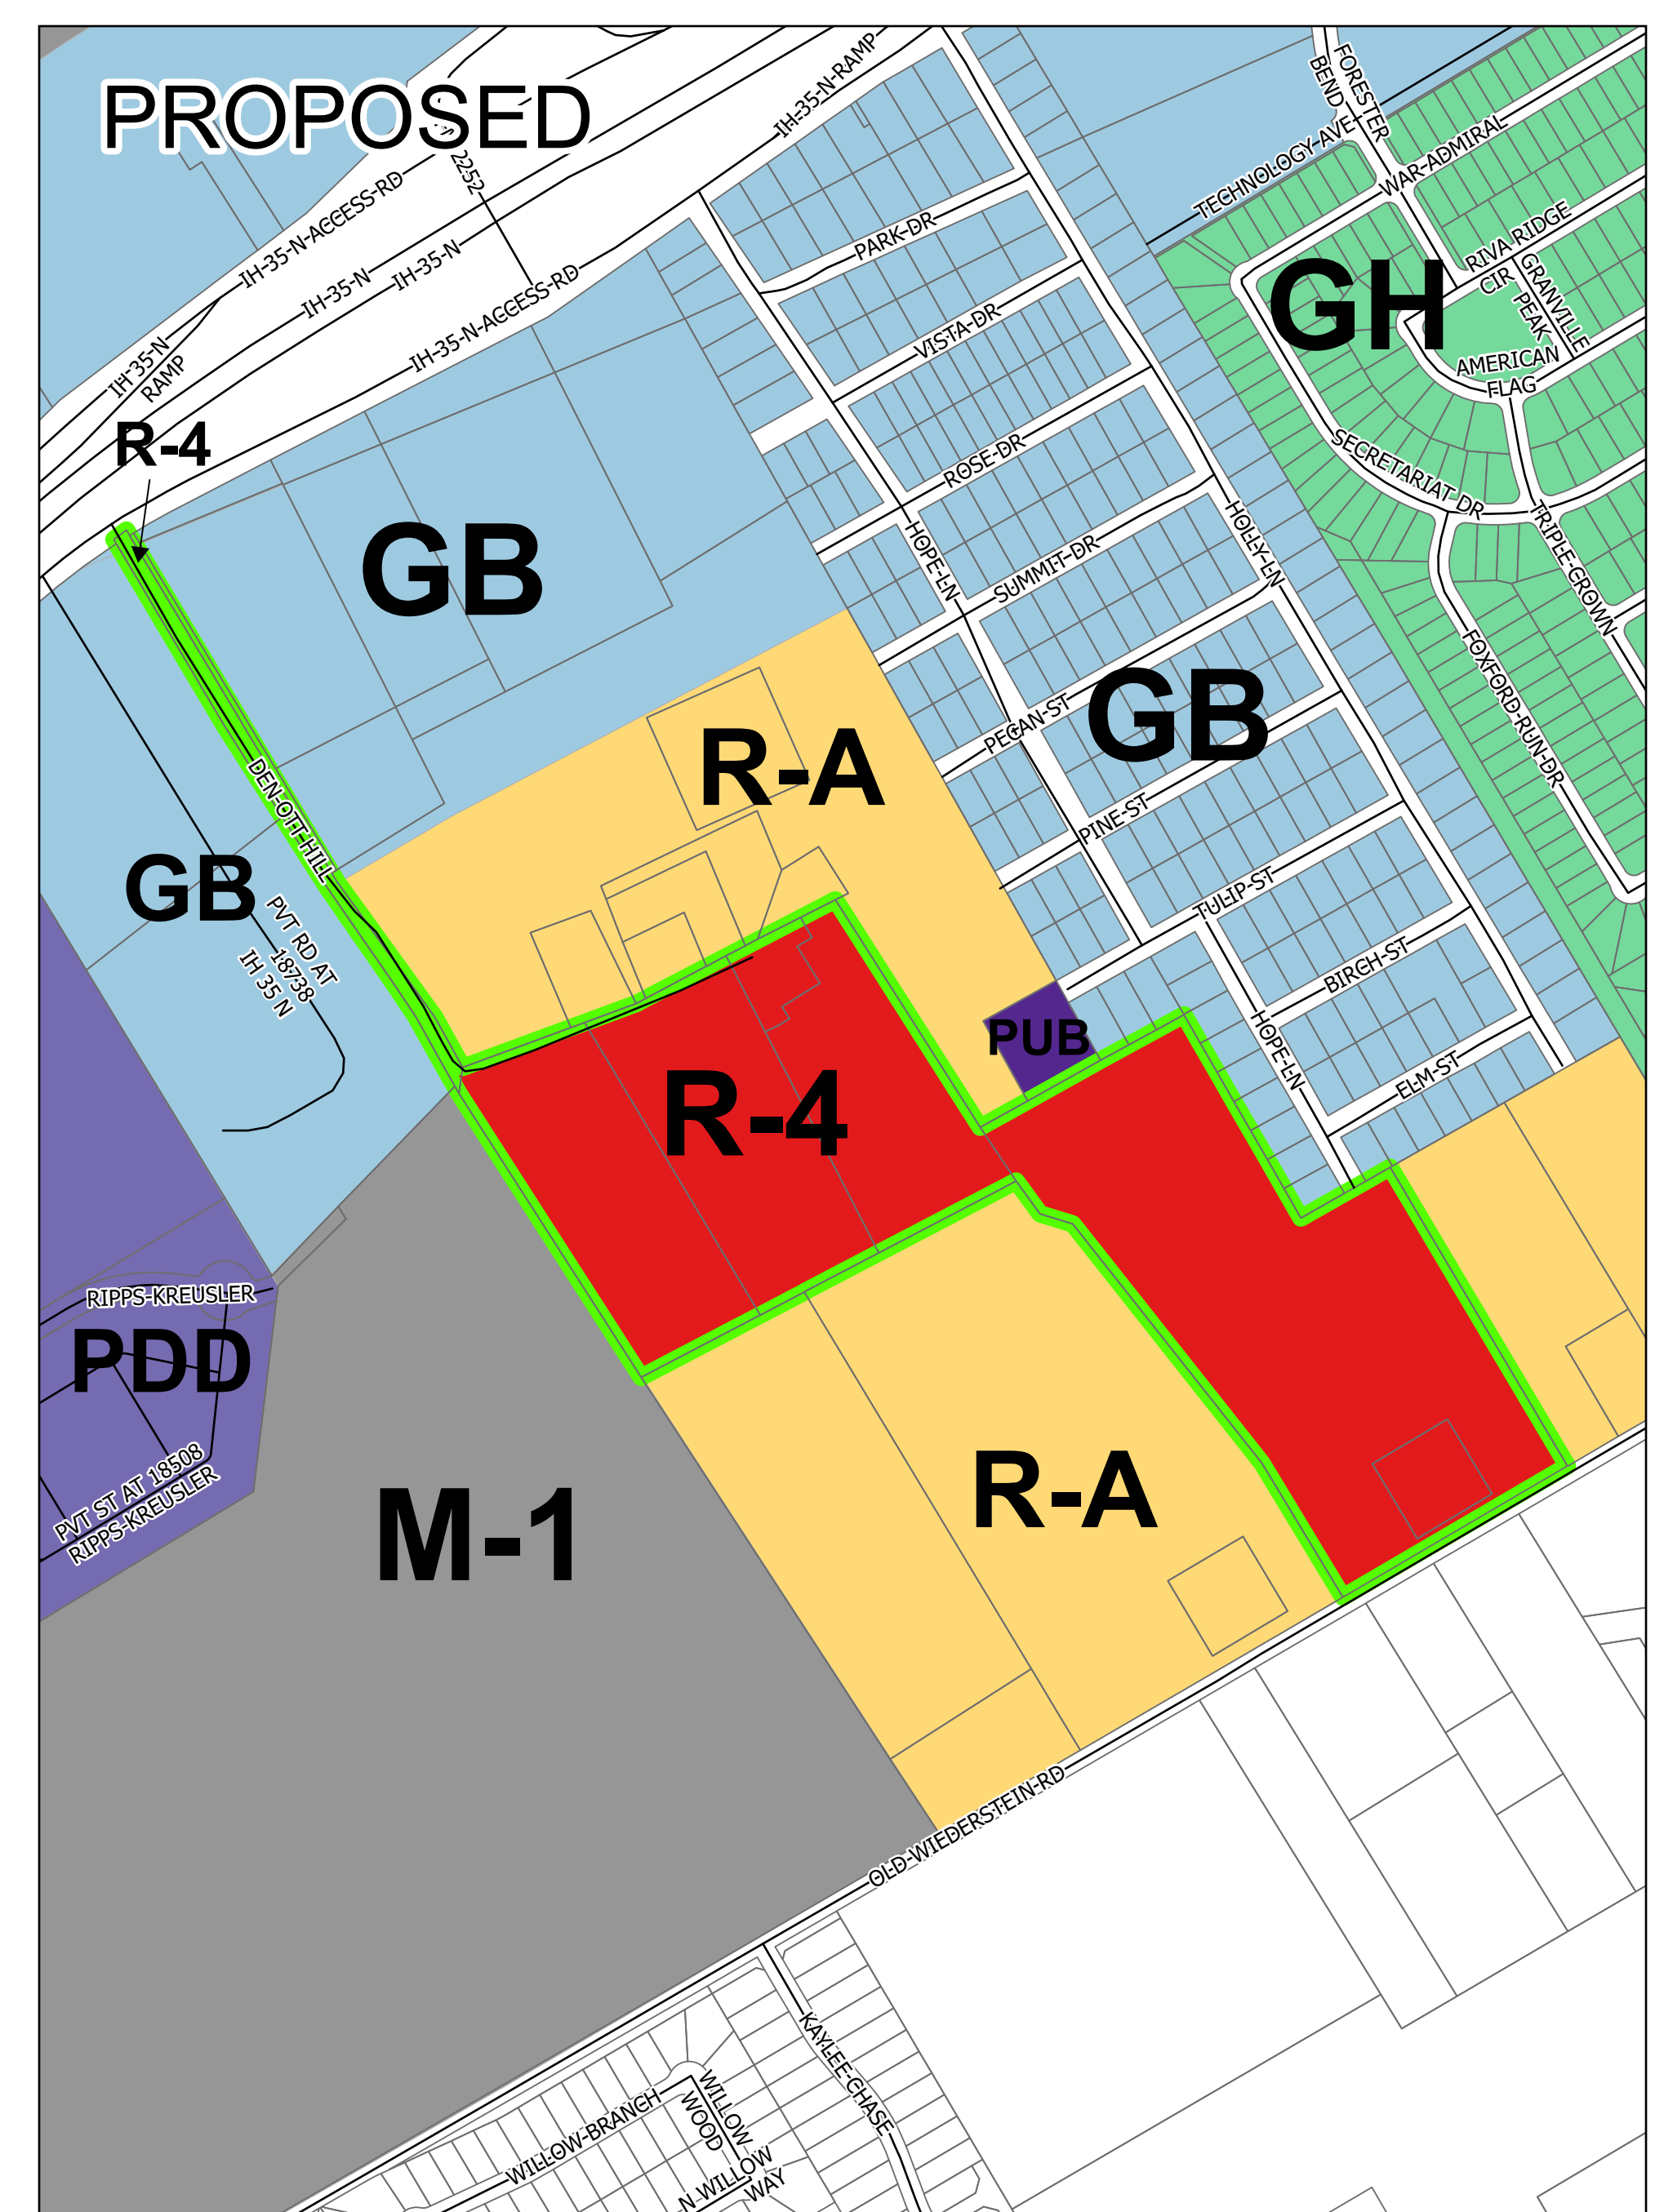 PROPOSED
IH-35-N-RAMP
FORESTER
BEND
TECHNOLOGY AVE
WAR-ADMIRAL
2252
IH-35-N-ACCESS-RD
IH-35-N
IH-35-N
IH-35-N-ACCESS-RD
PARK-DR
RIVA RIDGE
CIR
GRANVILLE
PEAK
GH
VISTA-DR
IH-35-N
RAMP
AMERICAN
FLAG
R-4
ROSE-DR
SECRETARIAT DR
GB
HOPE-LN
HOLLY-LN
SUMMIT-DR
TRIPLE-CROWN
FOXFORD-RUN-DR
GB
PECAN-ST
R-A
DEN-OTT-HILL
PINE-ST
GB
TULIP-ST
PVT RD AT
18738
IH 35 N
BIRCH-ST
PUB
HOPE-LN
ELM-ST
R-4
RIPPS-KREUSLER
PDD
PVT ST AT 18508
RIPPS-KREUSLER
M-1
R-A
OLD-WIEDERSTEIN-RD
KAYLEE-CHASE
WILLOW-BRANCH
WILLOW
WOOD
N-WILLOW
WAY